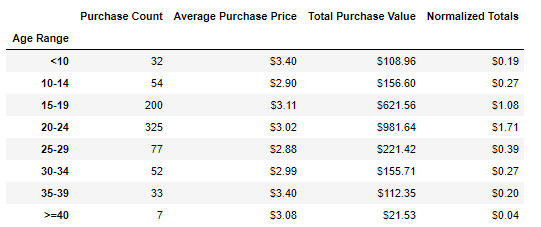 Purchase Count Average Purchase Price Total Purchase Value Normalized Totals
Age Range
<10 32 $3.40 $108.96 $0.19
10-14 54 $2.90 $156.60 $0.27
15-19 200 $3.11 $621.56 $1.08
20-24 325 $3.02 $981.64 $1.71
25-29 77 $2.88 $221.42 $0.39
30-34 52 $2.99 $155.71 $0.27
35-39 33 $3.40 $112.35 $0.20
>=40 7 $3.08 $21.53 $0.04